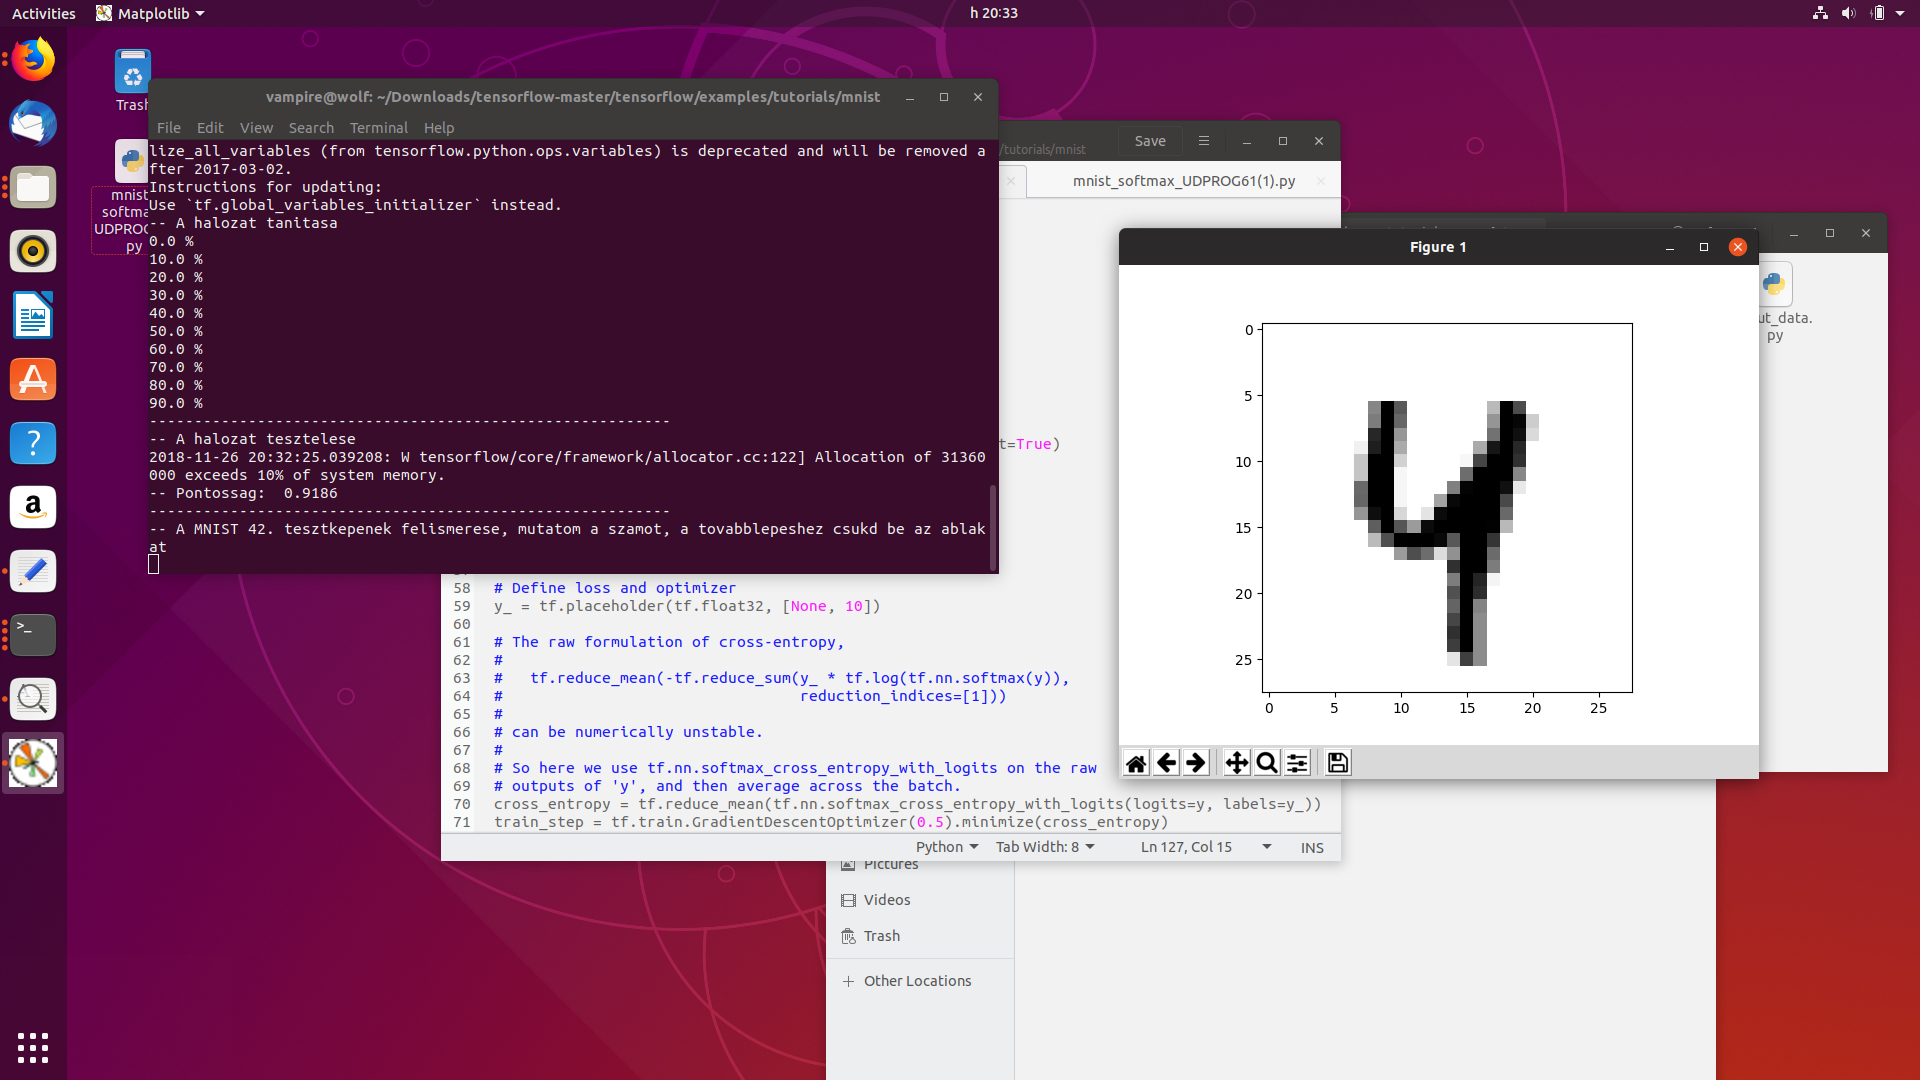 Activities
Matplotlib
h 20:33
Trash
mnist
softma
UDPROG
py
vampire@wolf: ~/Downloads/tensorflow-master/tensorflow/examples/tutorials/mnist
File Edit View Search Terminal Help
lize_all_variables (from tensorflow.python.ops.variables) is deprecated and will be removed a
fter 2017-03-02.
Instructions for updating:
Use `tf.global_variables_initializer` instead.
-- A halozat tanitasa
0.0 %
10.0 %
20.0 %
30.0 %
40.0 %
50.0 %
60.0 %
70.0 %
80.0 %
90.0 %
----------------------------------------------------------
-- A halozat tesztelese
2018-11-26 20:32:25.039208: W tensorflow/core/framework/allocator.cc:122] Allocation of 31360
000 exceeds 10% of system memory.
-- Pontossag:  0.9186
----------------------------------------------------------
-- A MNIST 42. tesztkepenek felismerese, mutatom a szamot, a tovabblepeshez csukd be az ablak
at
/tutorials/mnist
Save
mnist_softmax_UDPROG61(1).py
t=True)
58 # Define loss and optimizer
59 y_ = tf.placeholder(tf.float32, [None, 10])
60
61 # The raw formulation of cross-entropy,
62 #
63 #   tf.reduce_mean(-tf.reduce_sum(y_ * tf.log(tf.nn.softmax(y)),
64 #                                 reduction_indices=[1]))
65 #
66 # can be numerically unstable.
67 #
68 # So here we use tf.nn.softmax_cross_entropy_with_logits on the raw
69 # outputs of 'y', and then average across the batch.
70 cross_entropy = tf.reduce_mean(tf.nn.softmax_cross_entropy_with_logits(logits=y, labels=y_))
71 train_step = tf.train.GradientDescentOptimizer(0.5).minimize(cross_entropy)
Python
Tab Width: 8
Ln 127, Col 15
INS
Figure 1
0
5
10
15
20
25
0 5 10 15 20 25
4
ut_data.
py
Pictures
Videos
Trash
Other Locations